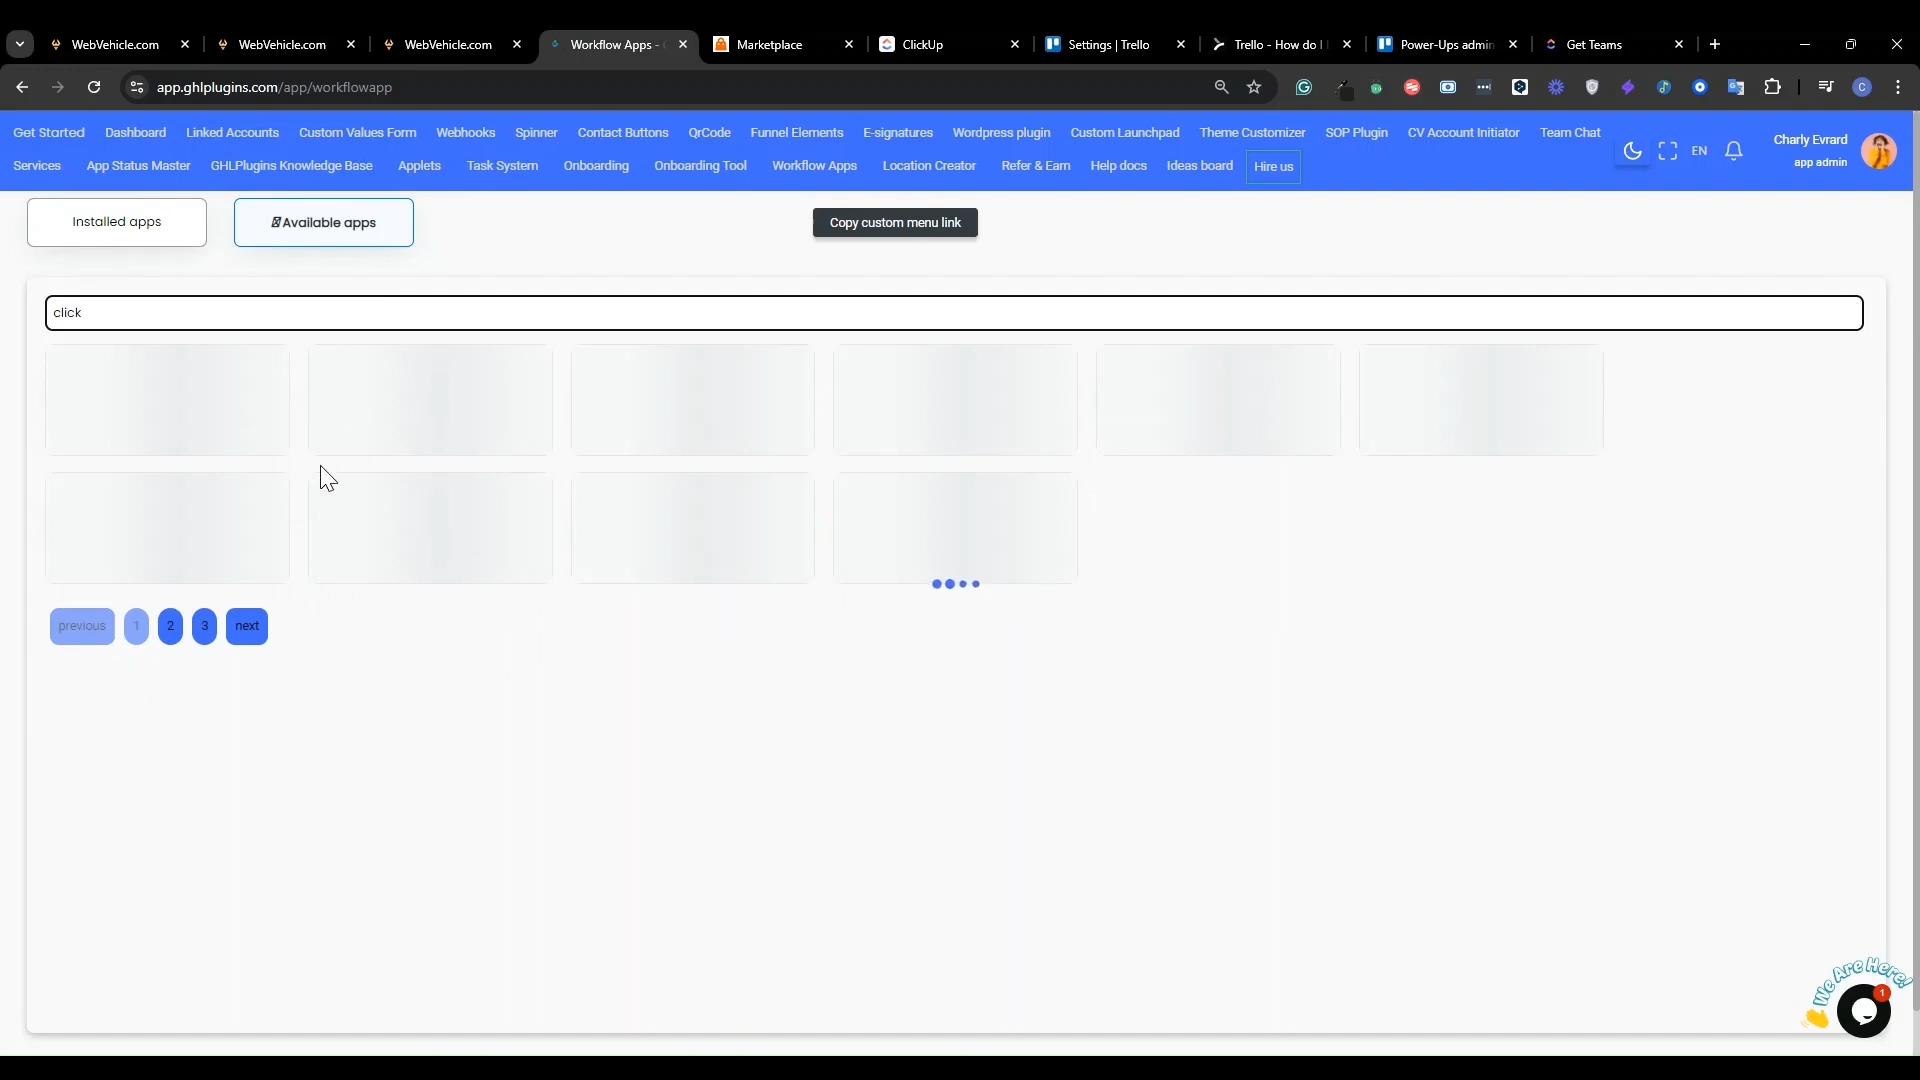 WebVehicle.com
WebVehicle.com
WebVehicle.com
Workflow Apps -
Marketplace
ClickUp
Settings | Trello
Trello - How do I
Power-Ups admin
Get Teams
app.ghlplugins.com/app/workflowapp
Get Started Dashboard Linked Accounts Custom Values Form Webhooks Spinner Contact Buttons QrCode Funnel Elements E-signatures Wordpress plugin Custom Launchpad Theme Customizer SOP Plugin CV Account Initiator Team Chat
Services App Status Master GHLPlugins Knowledge Base Applets Task System Onboarding Onboarding Tool Workflow Apps Location Creator Refer & Earn Help docs Ideas board Hire us
EN
Charly Evrard
app admin
Installed apps
Available apps
Copy custom menu link
click
previous 1 2 3 next
We Are Here!
1